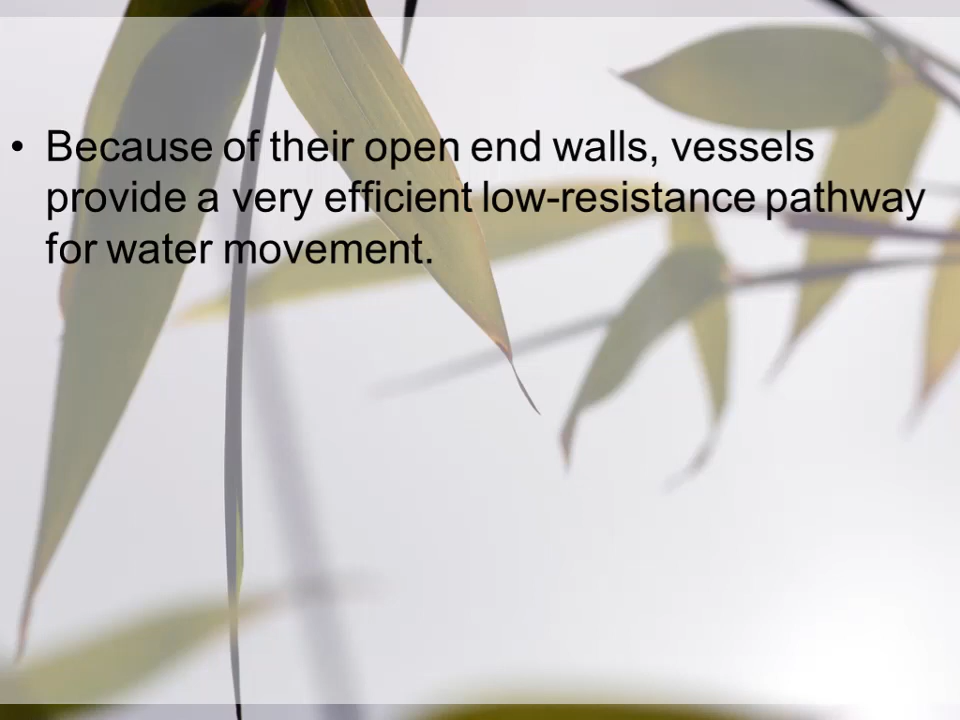 • Because of their open end walls, vessels
provide a very efficient low-resistance pathway
for water movement.